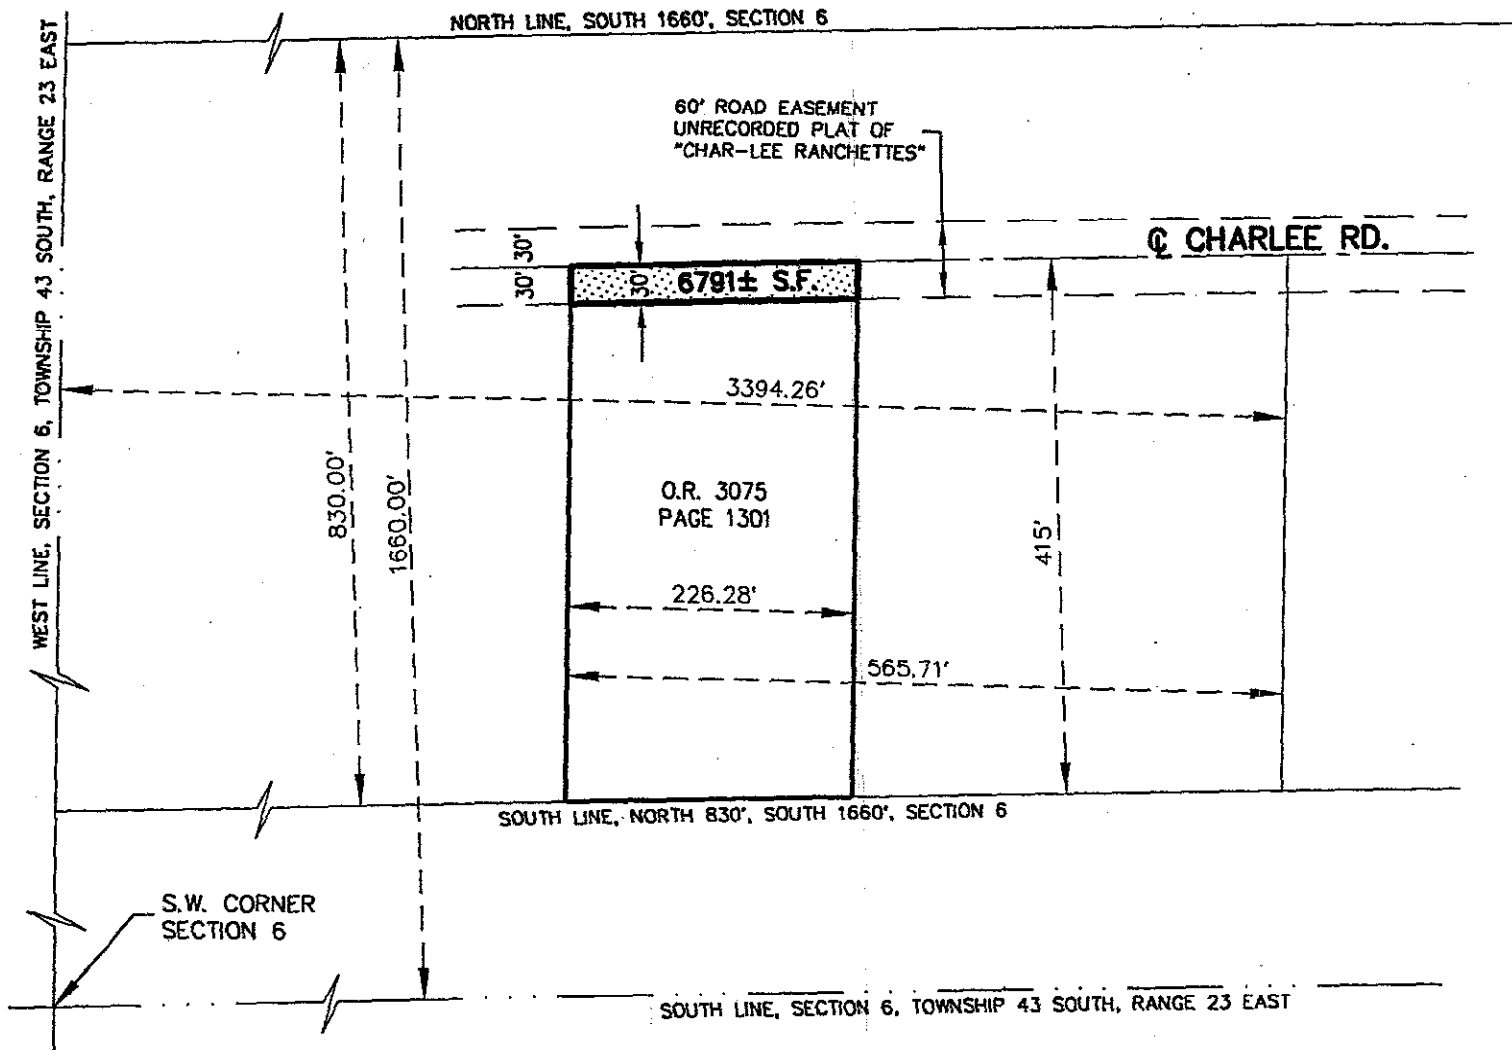 NORTH LINE, SOUTH 1660', SECTION 6
WEST LINE, SECTION 6, TOWNSHIP 43 SOUTH, RANGE 23 EAST
60' ROAD EASEMENT
UNRECORDED PLAT OF
"CHAR-LEE RANCHETTES"
℄ CHARLEE RD.
30' 30'
30'
6791± S.F.
3394.26'
830.00'
1660.00'
O.R. 3075
PAGE 1301
415'
226.28'
565.71'
SOUTH LINE, NORTH 830', SOUTH 1660', SECTION 6
S.W. CORNER
SECTION 6
SOUTH LINE, SECTION 6, TOWNSHIP 43 SOUTH, RANGE 23 EAST